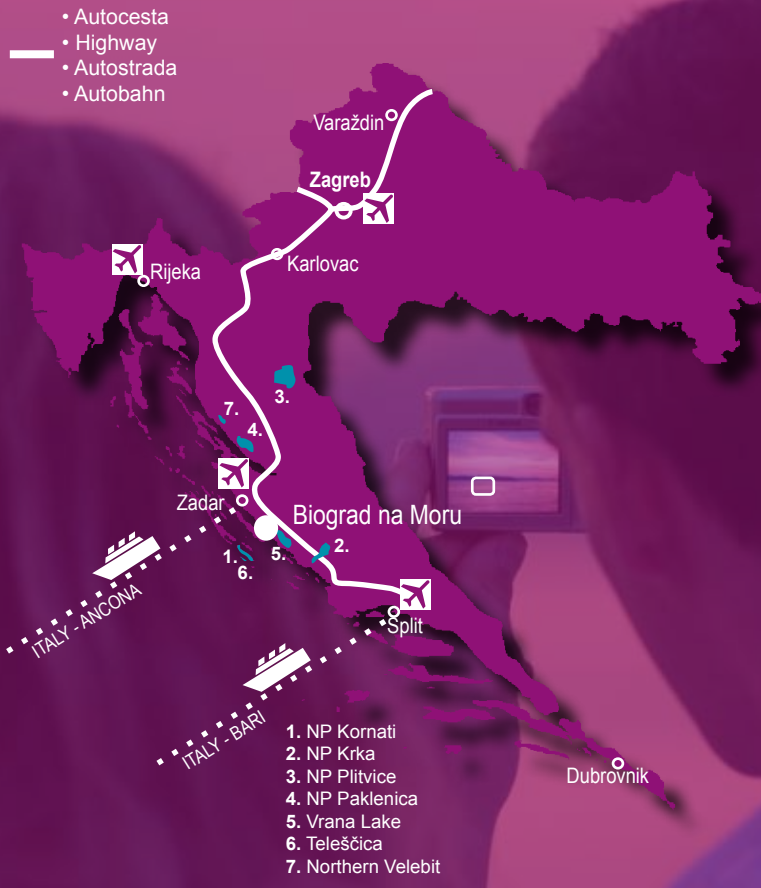 • Autocesta
• Highway
• Autostrada
• Autobahn
Varaždin
Zagreb
Karlovac
Rijeka
3.
7.
4.
Zadar
Biograd na Moru
1.
6.
5.
2.
Split
ITALY - ANCONA
ITALY - BARI
Dubrovnik
1. NP Kornati
2. NP Krka
3. NP Plitvice
4. NP Paklenica
5. Vrana Lake
6. Teleščica
7. Northern Velebit